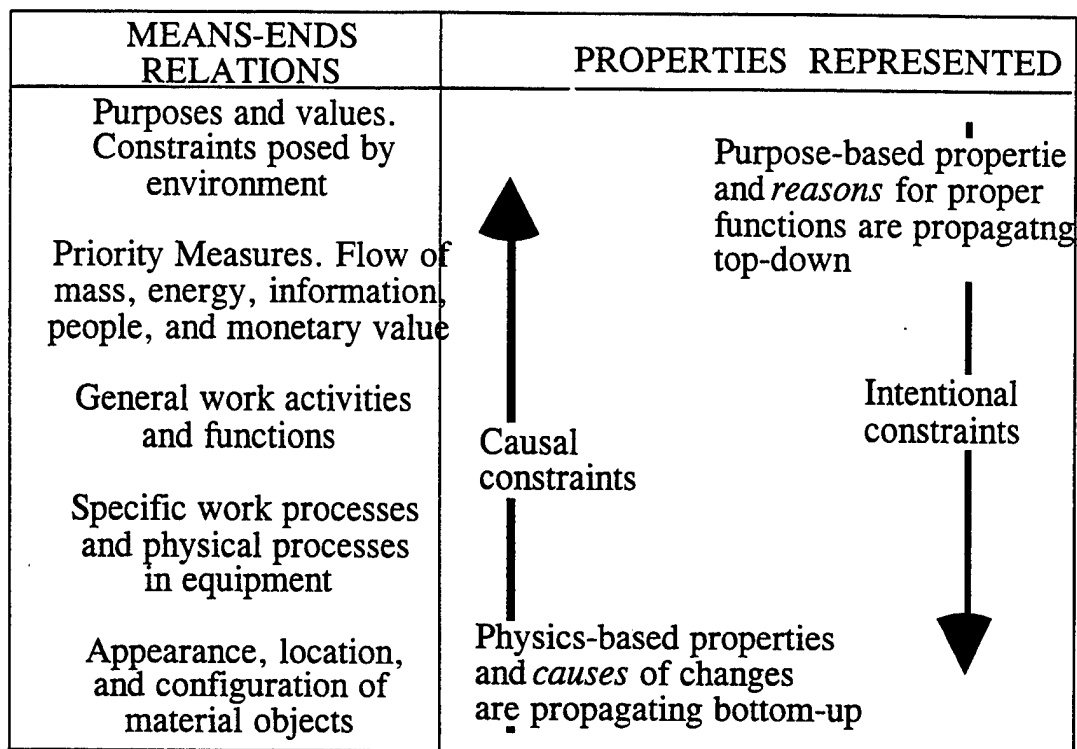 MEANS-ENDS
RELATIONS
PROPERTIES REPRESENTED
Purposes and values.
Constraints posed by
environment
Priority Measures. Flow of
mass, energy, information,
people, and monetary value
General work activities
and functions
Specific work processes
and physical processes
in equipment
Appearance, location,
and configuration of
material objects
Causal
constraints
Physics-based properties
and causes of changes
are propagating bottom-up
Purpose-based propertie
and reasons for proper
functions are propagatng
top-down
Intentional
constraints